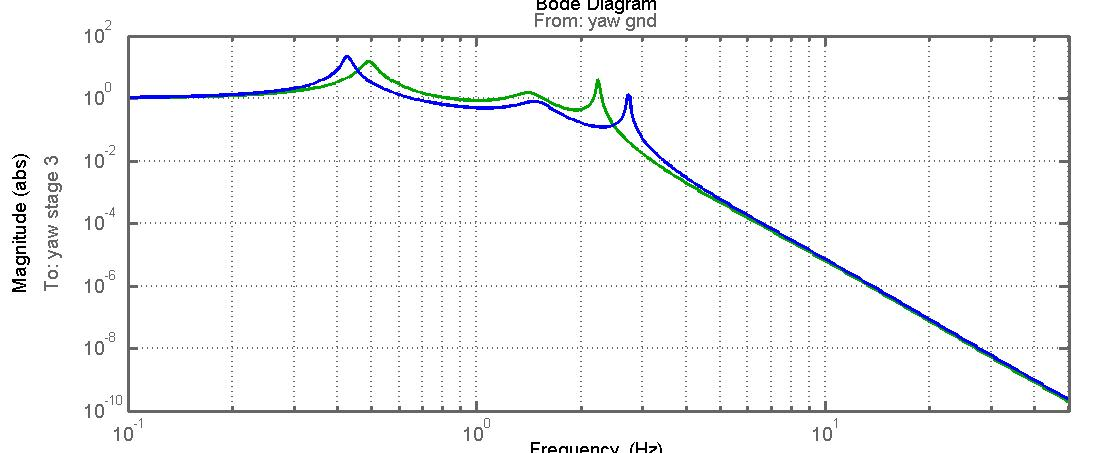 Bode Diagram
From: yaw gnd
Magnitude (abs)
To: yaw stage 3
10^2
10^0
10^-2
10^-4
10^-6
10^-8
10^-10
10^-1
10^0
10^1
Frequency (Hz)